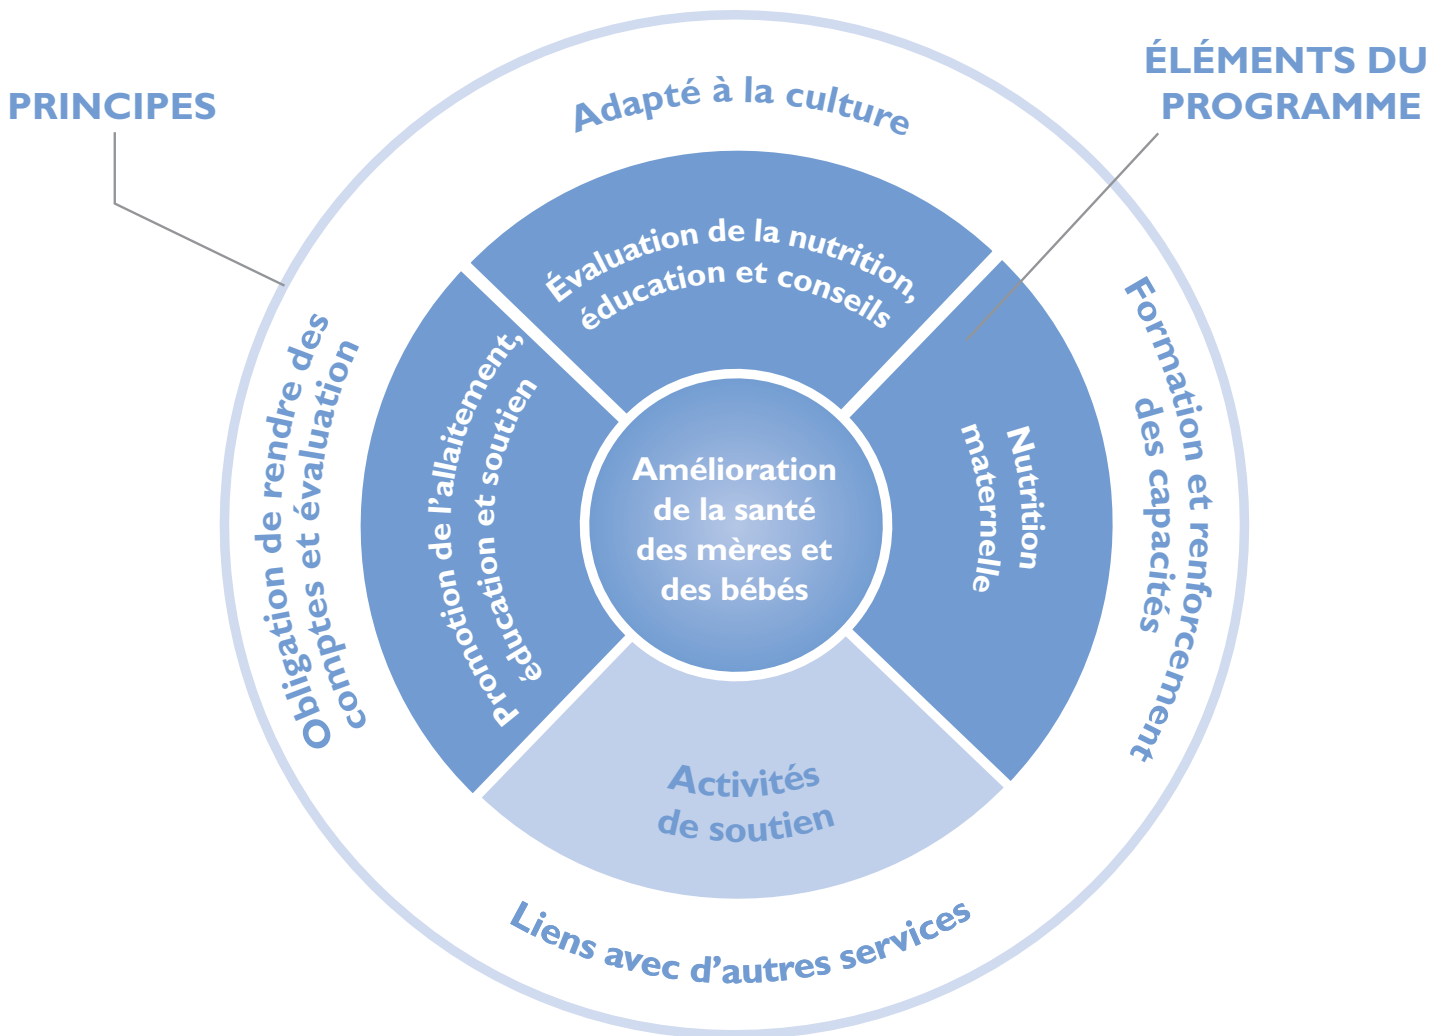 PRINCIPES
ÉLÉMENTS DU
PROGRAMME
Adapté à la culture
Évaluation de la nutrition,
éducation et conseils
Formation et renforcement
des capacités
Nutrition
maternelle
Obligation de rendre des
comptes et évaluation
Promotion de l’allaitement,
éducation et soutien
Amélioration
de la santé
des mères et
des bébés
Activités
de soutien
Liens avec d’autres services